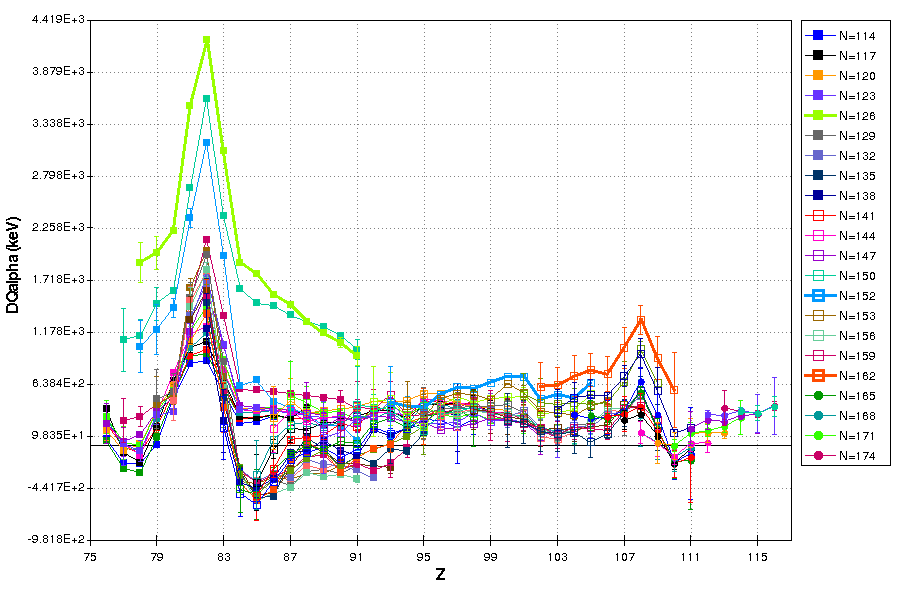 4.419E+3
3.879E+3
3.338E+3
2.798E+3
2.258E+3
1.718E+3
1.178E+3
6.384E+2
9.835E+1
-4.417E+2
-9.818E+2
DQalpha (keV)
75
79
83
87
91
95
99
103
107
111
115
Z
N=114
N=117
N=120
N=123
N=126
N=129
N=132
N=135
N=138
N=141
N=144
N=147
N=150
N=152
N=153
N=156
N=159
N=162
N=165
N=168
N=171
N=174